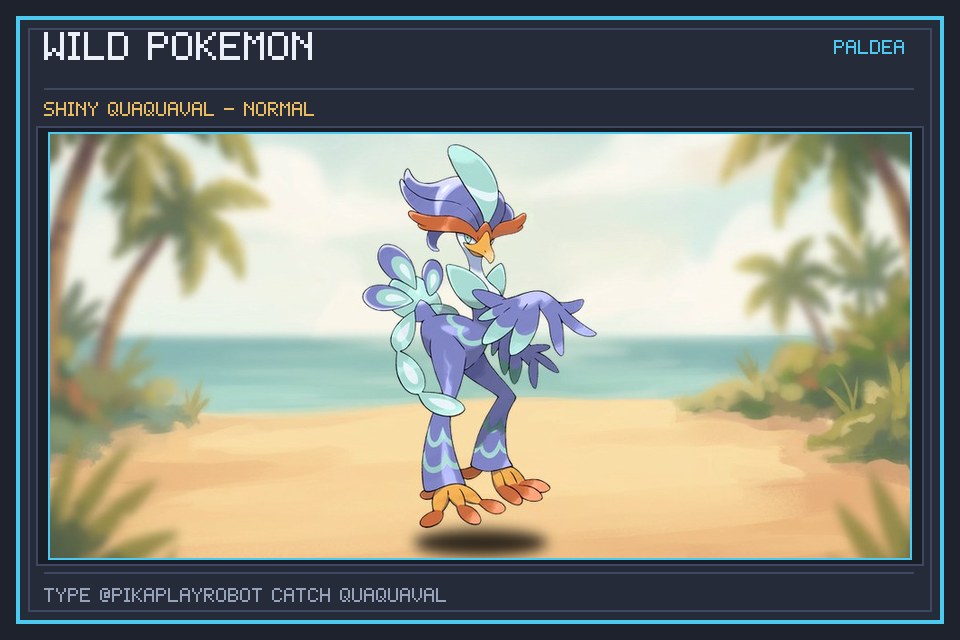 WILD POKEMON
PALDEA
SHINY QUAQUAVAL - NORMAL
TYPE @PIKAPLAYROBOT CATCH QUAQUAVAL